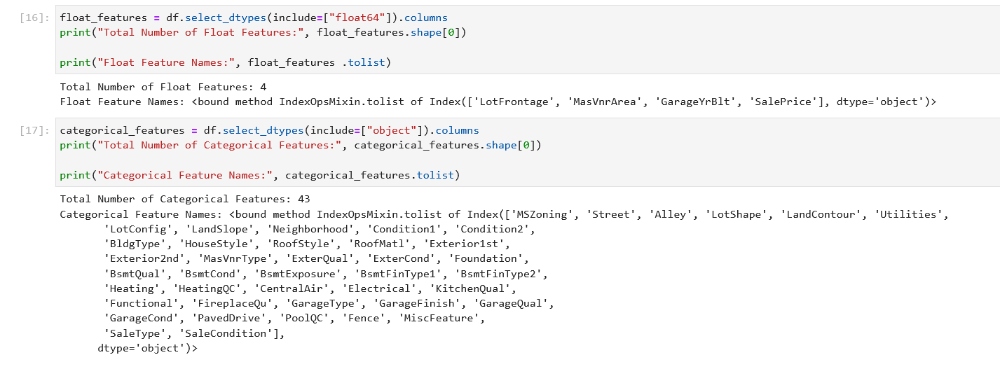 [16]: float_features = df.select_dtypes(include=["float64"]).columns
print("Total Number of Float Features:", float_features.shape[0])
print("Float Feature Names:", float_features .tolist)
Total Number of Float Features: 4
Float Feature Names: <bound method IndexOpsMixin.tolist of Index(['LotFrontage', 'MasVnrArea', 'GarageYrBlt', 'SalePrice'], dtype='object')>
[17]: categorical_features = df.select_dtypes(include=["object"]).columns
print("Total Number of Categorical Features:", categorical_features.shape[0])
print("Categorical Feature Names:", categorical_features.tolist)
Total Number of Categorical Features: 43
Categorical Feature Names: <bound method IndexOpsMixin.tolist of Index(['MSZoning', 'Street', 'Alley', 'LotShape', 'LandContour', 'Utilities',
'LotConfig', 'LandSlope', 'Neighborhood', 'Condition1', 'Condition2',
'BldgType', 'HouseStyle', 'RoofStyle', 'RoofMatl', 'Exterior1st',
'Exterior2nd', 'MasVnrType', 'ExterQual', 'ExterCond', 'Foundation',
'BsmtQual', 'BsmtCond', 'BsmtExposure', 'BsmtFinType1', 'BsmtFinType2',
'Heating', 'HeatingQC', 'CentralAir', 'Electrical', 'KitchenQual',
'Functional', 'FireplaceQu', 'GarageType', 'GarageFinish', 'GarageQual',
'GarageCond', 'PavedDrive', 'PoolQC', 'Fence', 'MiscFeature',
'SaleType', 'SaleCondition'],
dtype='object')>